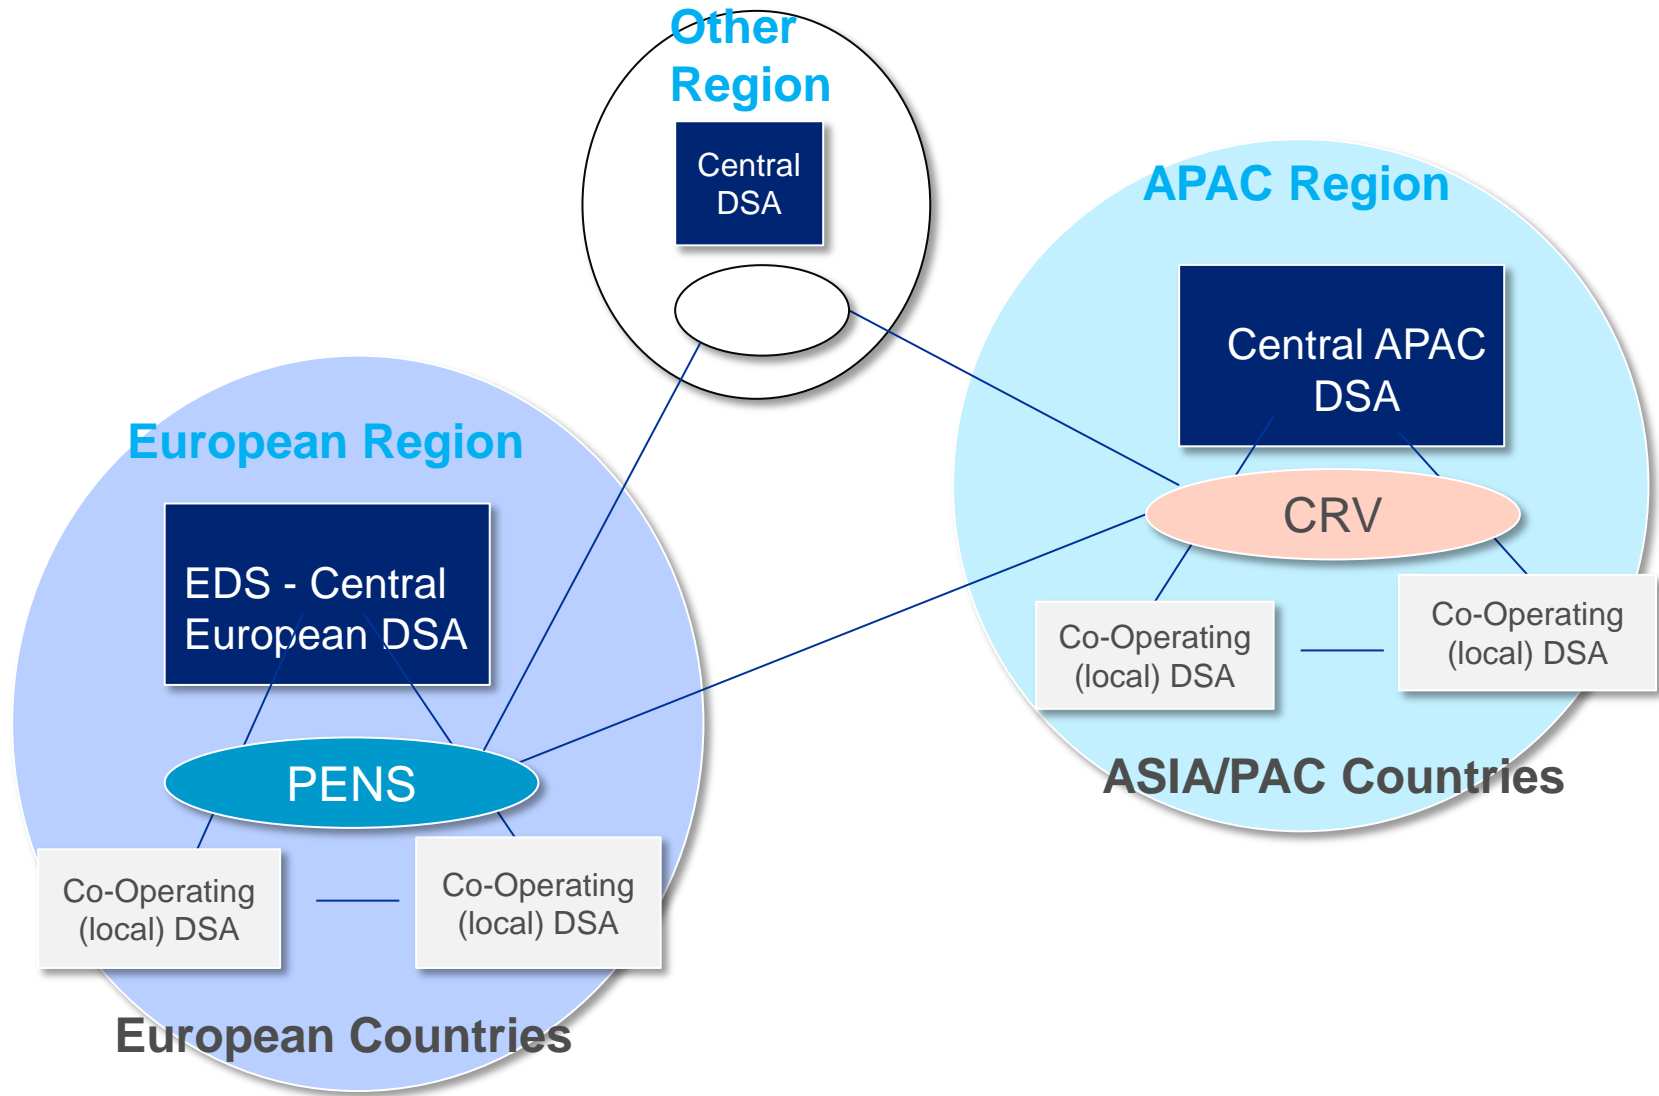 Other
Region
Central
DSA
APAC Region
Central APAC
DSA
CRV
Co-Operating
(local) DSA
Co-Operating
(local) DSA
ASIA/PAC Countries
European Region
EDS - Central
European DSA
PENS
Co-Operating
(local) DSA
Co-Operating
(local) DSA
European Countries